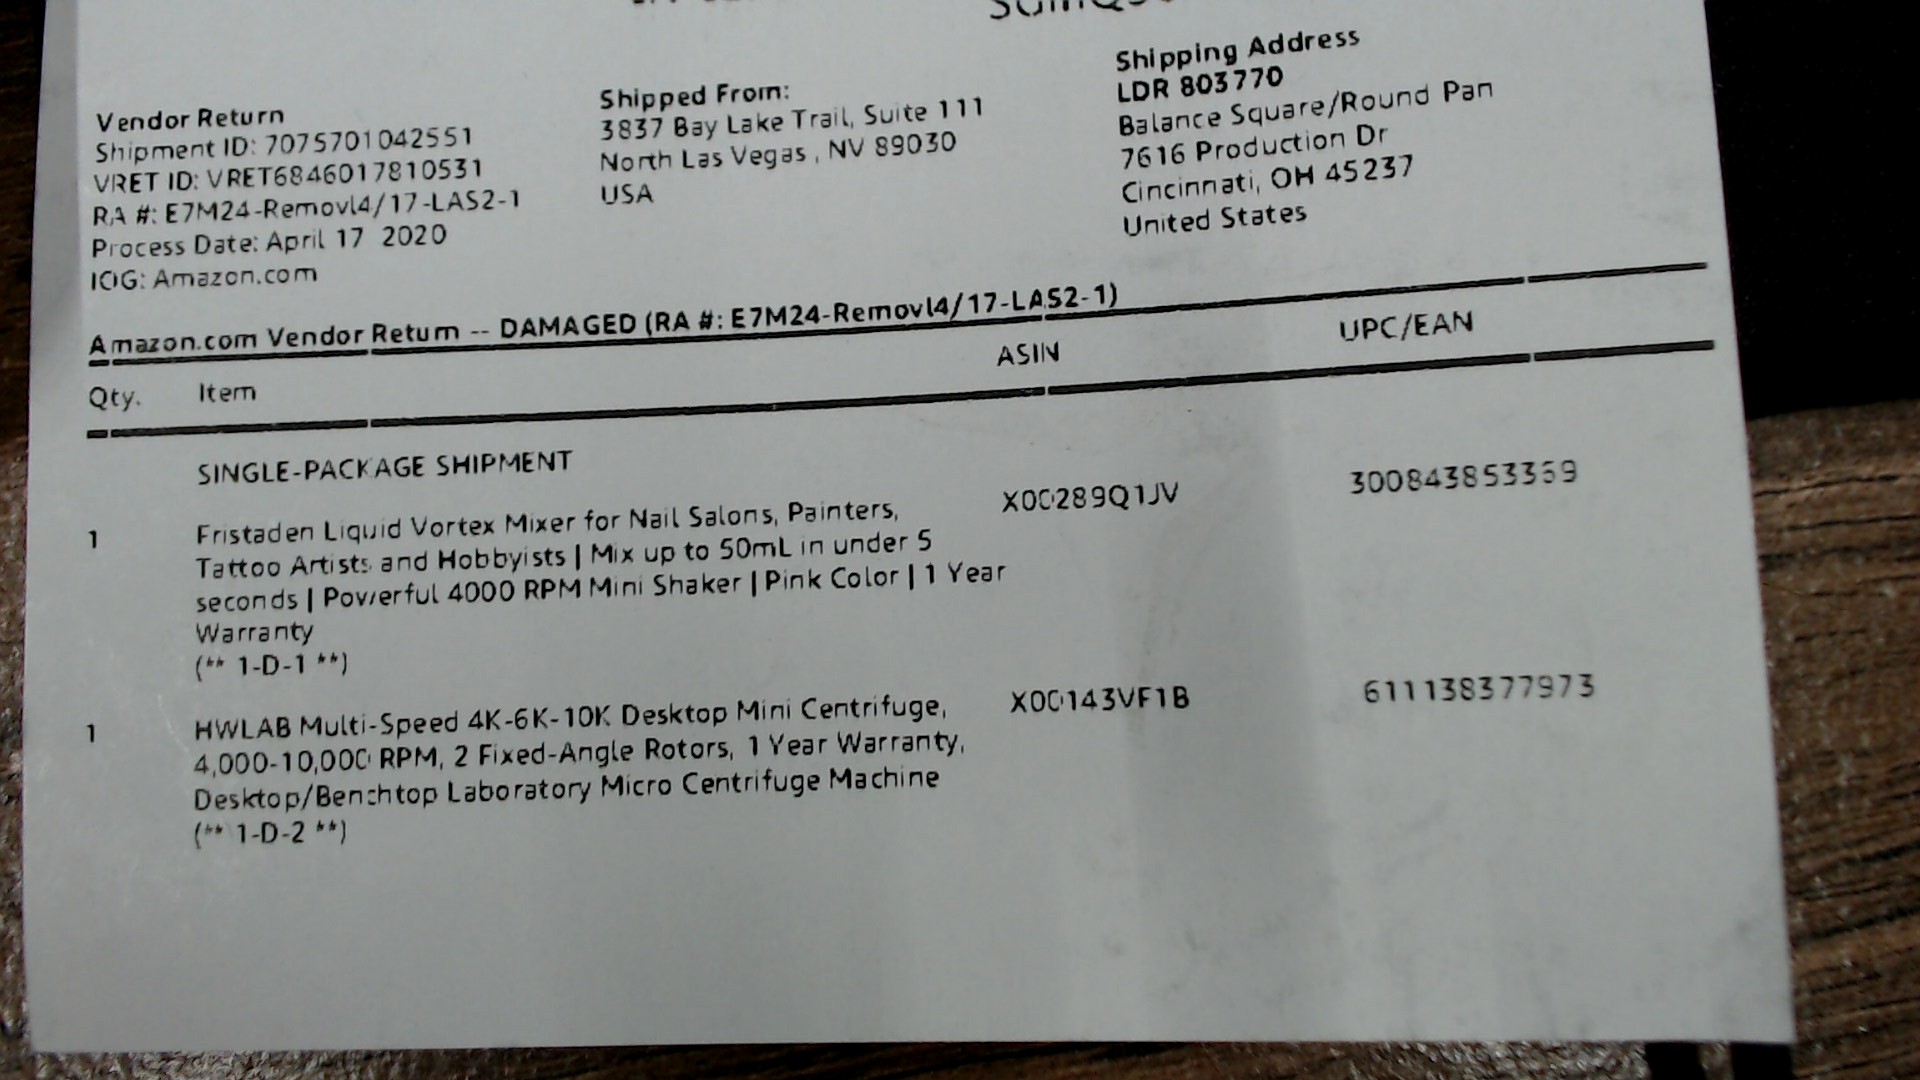 Vendor Return
Shipment ID: 7075701042551
VRET ID: VRET6846017810531
RA #: E7M24-Removl4/17-LAS2-1
Process Date: April 17 2020
IOG: Amazon.com
Shipped From:
3837 Bay Lake Trail, Suite 111
North Las Vegas, NV 89030
USA
Shipping Address
LDR 803770
Balance Square/Round Pan
7616 Production Dr
Cincinnati, OH 45237
United States
Amazon.com Vendor Return -- DAMAGED (RA #: E7M24-Removl4/17-LAS2-1)
Qty. Item ASIN UPC/EAN
SINGLE-PACKAGE SHIPMENT
1 Fristaden Liquid Vortex Mixer for Nail Salons, Painters, X00289Q1JV
Tattoo Artists and Hobbyists | Mix up to 50mL in under 5
seconds | Powerful 4000 RPM Mini Shaker | Pink Color | 1 Year
Warranty
(** 1-D-1 **)
1 HWLAB Multi-Speed 4K-6K-10K Desktop Mini Centrifuge, X00143VF1B 611138377973
4,000-10,000 RPM, 2 Fixed-Angle Rotors, 1 Year Warranty,
Desktop/Benchtop Laboratory Micro Centrifuge Machine
(** 1-D-2 **)